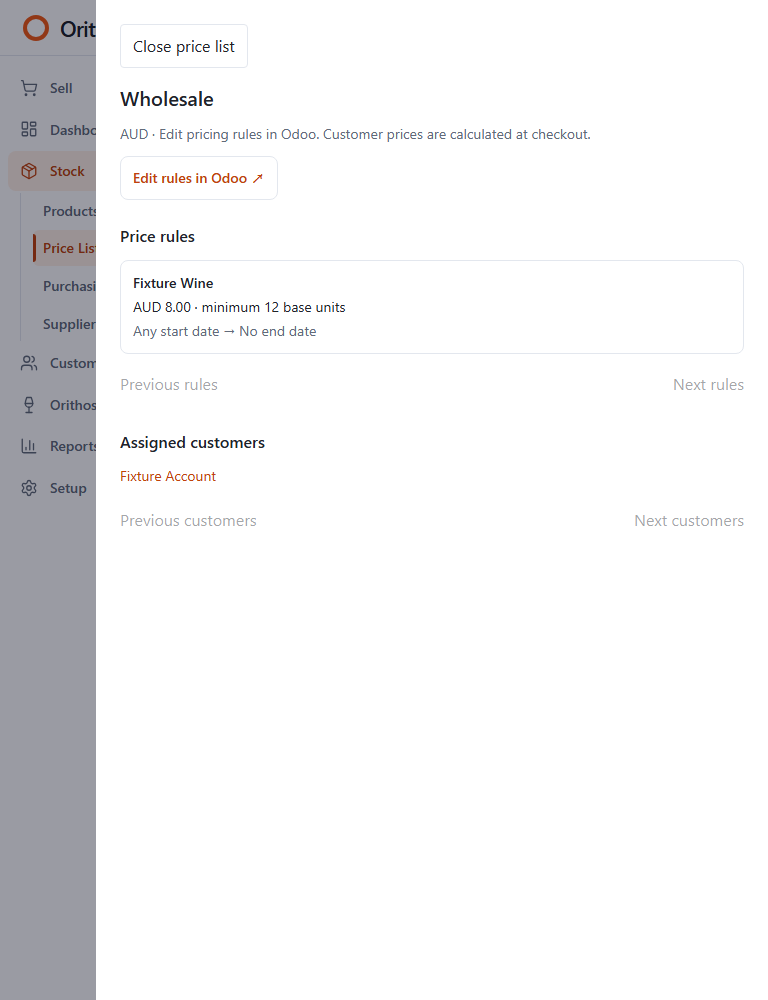 Orit
Sell
Dashbo
Stock
Products
Price Lis
Purchasi
Supplier
Custom
Orithos
Reports
Setup
Close price list
Wholesale
AUD · Edit pricing rules in Odoo. Customer prices are calculated at checkout.
Edit rules in Odoo ↗
Price rules
Fixture Wine
AUD 8.00 · minimum 12 base units
Any start date → No end date
Previous rules
Next rules
Assigned customers
Fixture Account
Previous customers
Next customers